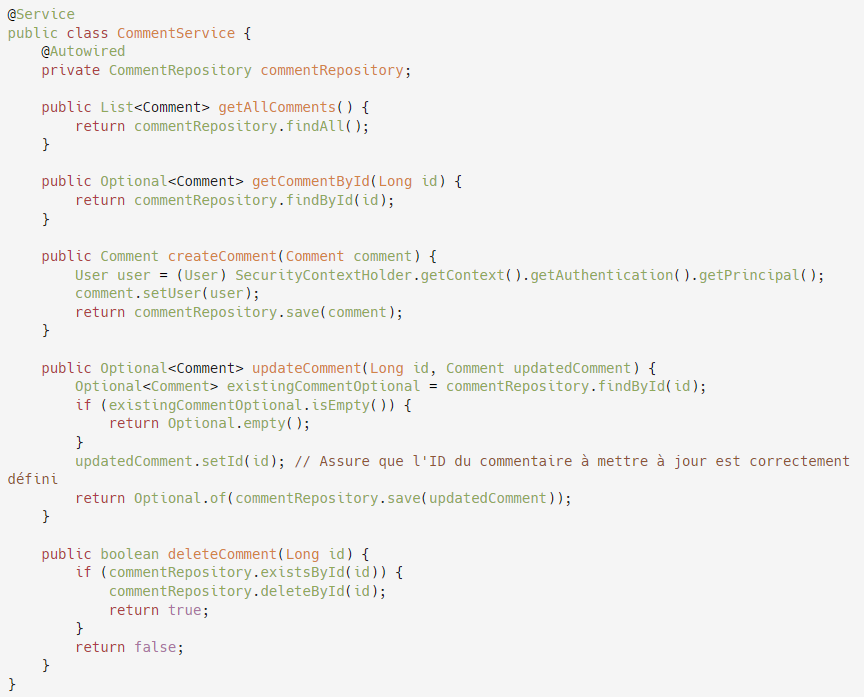 @Service
public class CommentService {
    @Autowired
    private CommentRepository commentRepository;

    public List<Comment> getAllComments() {
        return commentRepository.findAll();
    }

    public Optional<Comment> getCommentById(Long id) {
        return commentRepository.findById(id);
    }

    public Comment createComment(Comment comment) {
        User user = (User) SecurityContextHolder.getContext().getAuthentication().getPrincipal();
        comment.setUser(user);
        return commentRepository.save(comment);
    }

    public Optional<Comment> updateComment(Long id, Comment updatedComment) {
        Optional<Comment> existingCommentOptional = commentRepository.findById(id);
        if (existingCommentOptional.isEmpty()) {
            return Optional.empty();
        }
        updatedComment.setId(id); // Assure que l'ID du commentaire à mettre à jour est correctement
défini
        return Optional.of(commentRepository.save(updatedComment));
    }

    public boolean deleteComment(Long id) {
        if (commentRepository.existsById(id)) {
            commentRepository.deleteById(id);
            return true;
        }
        return false;
    }
}